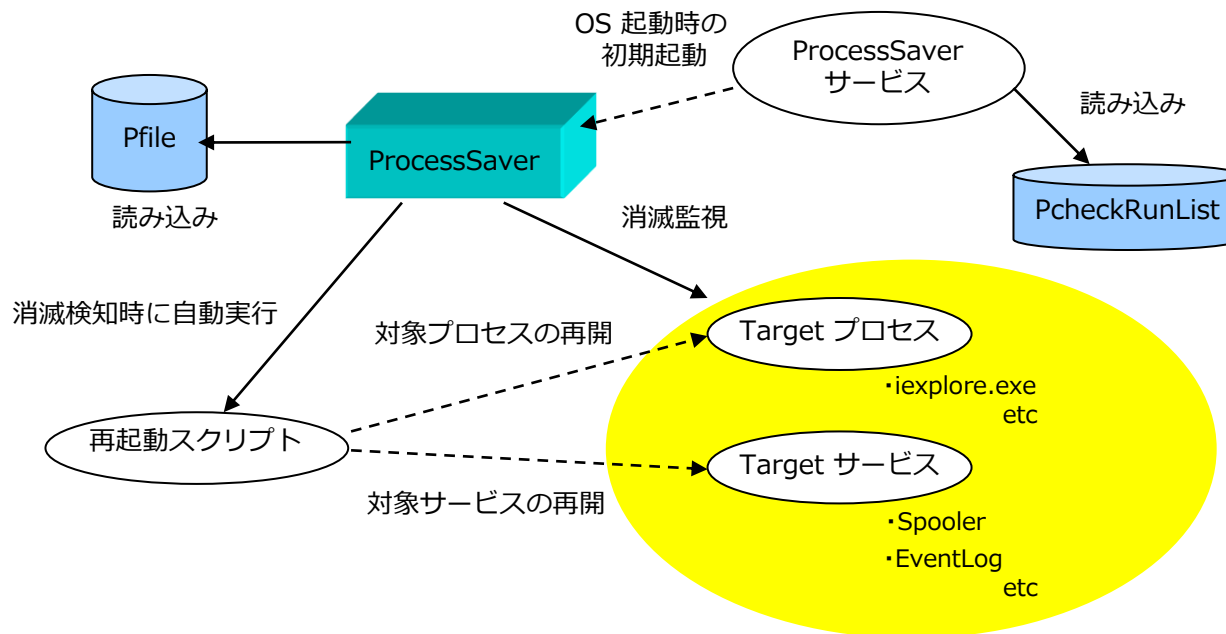 OS 起動時の
初期起動
ProcessSaver
サービス
読み込み
Pfile
ProcessSaver
PcheckRunList
読み込み
消滅監視
消滅検知時に自動実行
対象プロセスの再開
Target プロセス
・iexplore.exe
etc
再起動スクリプト
Target サービス
対象サービスの再開
・Spooler
・EventLog
etc